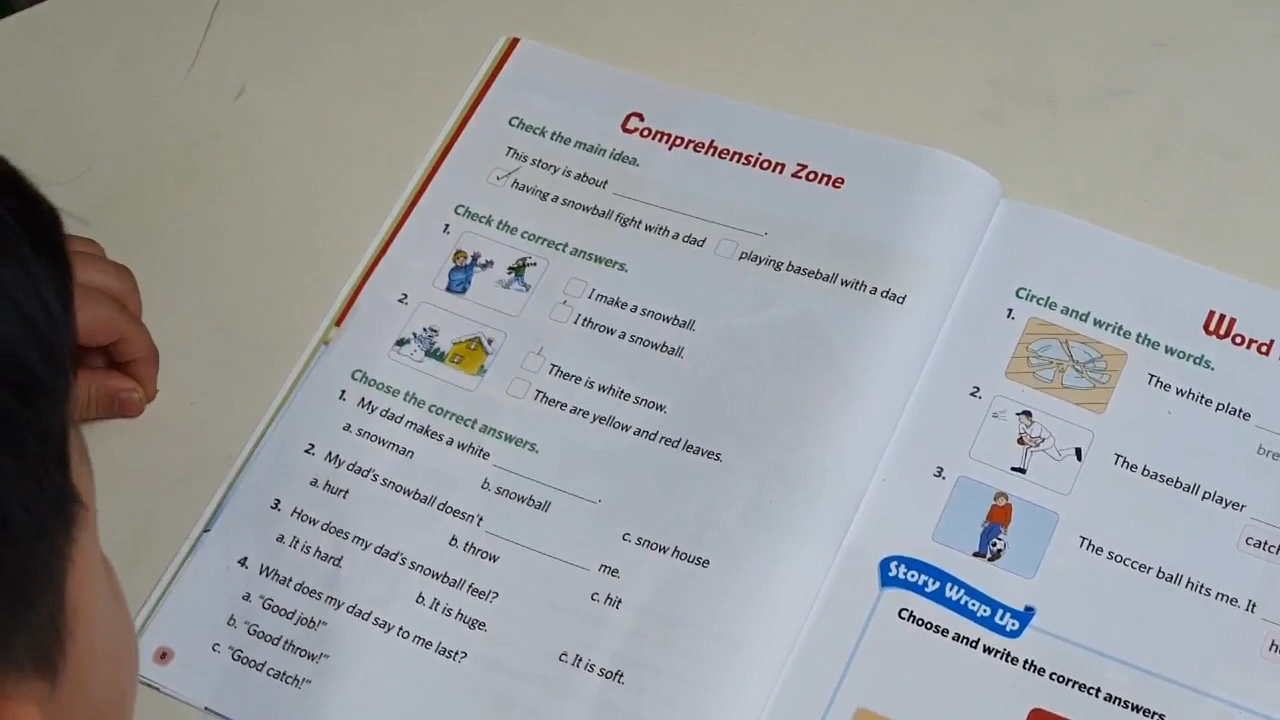 Comprehension Zone
Check the main idea.
This story is about ____________.
having a snowball fight with a dad
playing baseball with a dad
Check the correct answers.
1.
I make a snowball.
I throw a snowball.
2.
There is white snow.
There are yellow and red leaves.
Choose the correct answers.
1. My dad makes a white ____________.
a. snowman
b. snowball
c. snow house
2. My dad's snowball doesn't ____________ me.
a. hurt
b. throw
c. hit
3. How does my dad's snowball feel?
a. It is hard.
b. It is huge.
c. It is soft.
4. What does my dad say to me last?
a. "Good job!"
b. "Good throw!"
c. "Good catch!"
8
Word
Circle and write the words.
1.
The white plate
2.
The baseball player
3.
The soccer ball hits me. It
Story Wrap Up
Choose and write the correct answers